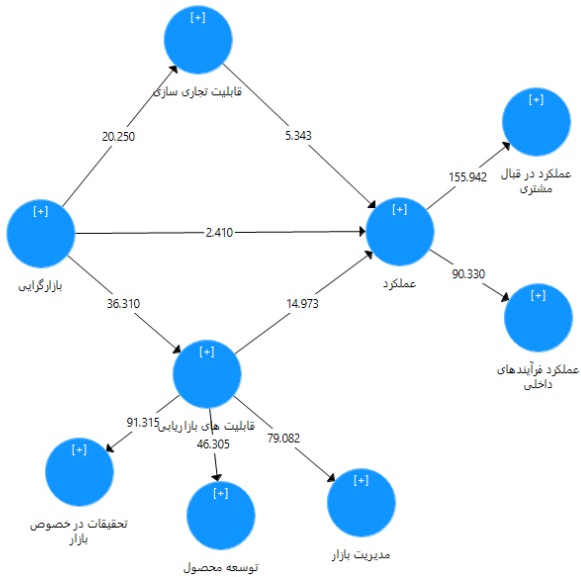 [+]
قابلیت تجاری سازی
[+]
عملکرد در قبال
مشتری
20.250
5.343
155.942
[+]
بازارگرایی
2.410
[+]
عملکرد
90.330
[+]
عملکرد فرآیندهای
داخلی
36.310
14.973
[+]
قابلیت های بازاریابی
91.315
46.305
79.082
[+]
تحقیقات در خصوص
بازار
[+]
توسعه محصول
[+]
مدیریت بازار